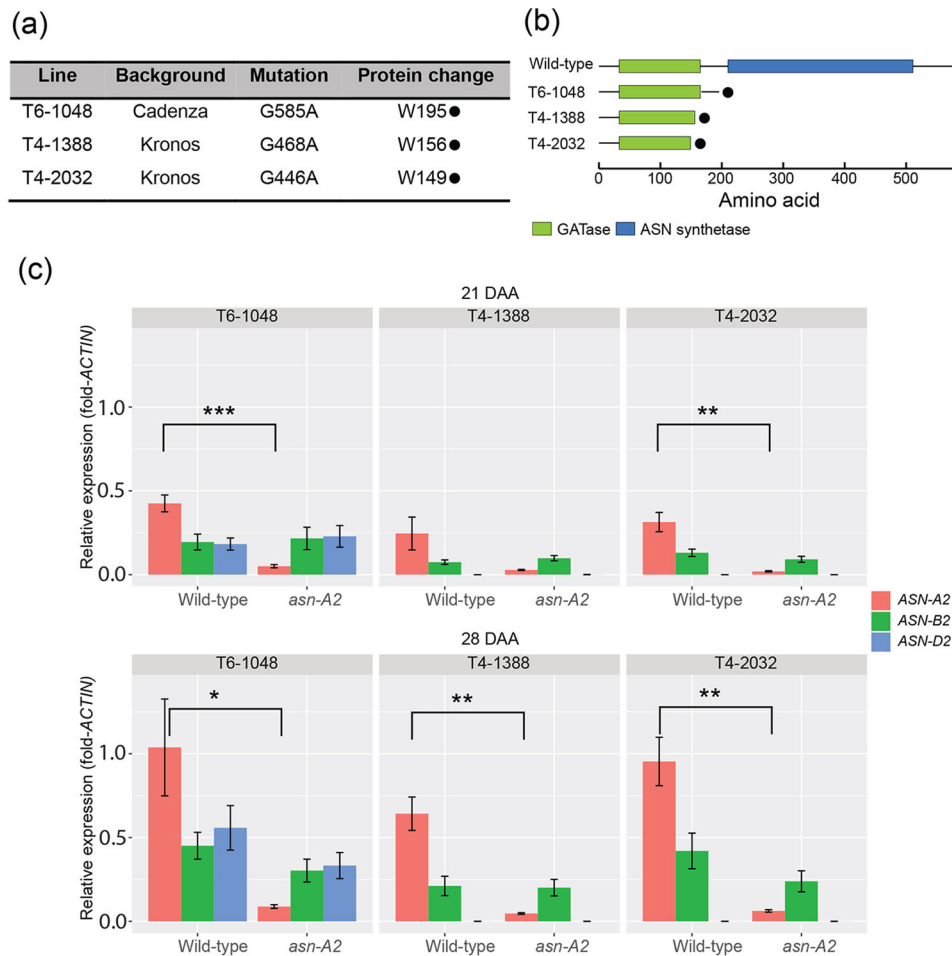 (a)
Line Background Mutation Protein change
T6-1048 Cadenza G585A W195●
T4-1388 Kronos G468A W156●
T4-2032 Kronos G446A W149●
(b)
Wild-type
T6-1048
T4-1388
T4-2032
0 100 200 300 400 500
Amino acid
GATase ASN synthetase
(c)
21 DAA
T6-1048 T4-1388 T4-2032
Relative expression (fold-ACTIN)
1.0
0.5
0.0
*** **
Wild-type asn-A2 Wild-type asn-A2 Wild-type asn-A2
ASN-A2
ASN-B2
ASN-D2
28 DAA
T6-1048 T4-1388 T4-2032
Relative expression (fold-ACTIN)
1.0
0.5
0.0
* ** **
Wild-type asn-A2 Wild-type asn-A2 Wild-type asn-A2